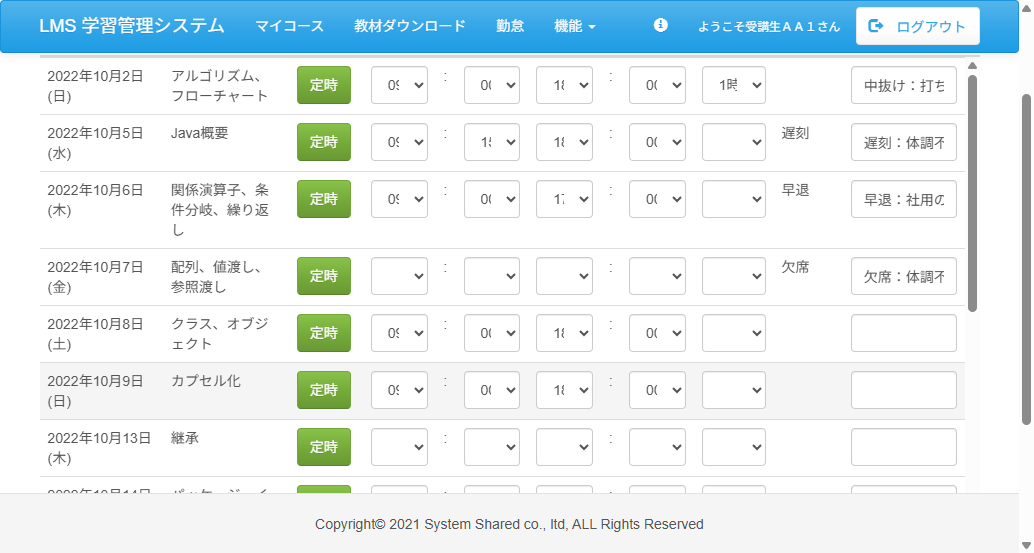 LMS 学習管理システム マイコース 教材ダウンロード 勤怠 機能 ようこそ受講生ＡＡ１さん ログアウト
2022年10月2日 アルゴリズム、 定時 09 : 00 18 : 00 1時 中抜け：打ち
(日) フローチャート
2022年10月5日 Java概要 定時 09 : 15 18 : 00 遅刻 遅刻：体調不
(水)
2022年10月6日 関係演算子、条 定時 09 : 00 17 : 00 早退 早退：社用の
(木) 件分岐、繰り返
し
2022年10月7日 配列、値渡し、 定時 : : 欠席 欠席：体調不
(金) 参照渡し
2022年10月8日 クラス、オブジ 定時 09 : 00 18 : 00
(土) ェクト
2022年10月9日 カプセル化 定時 09 : 00 18 : 00
(日)
2022年10月13日 継承 定時 : :
(木)
Copyright© 2021 System Shared co., ltd, ALL Rights Reserved